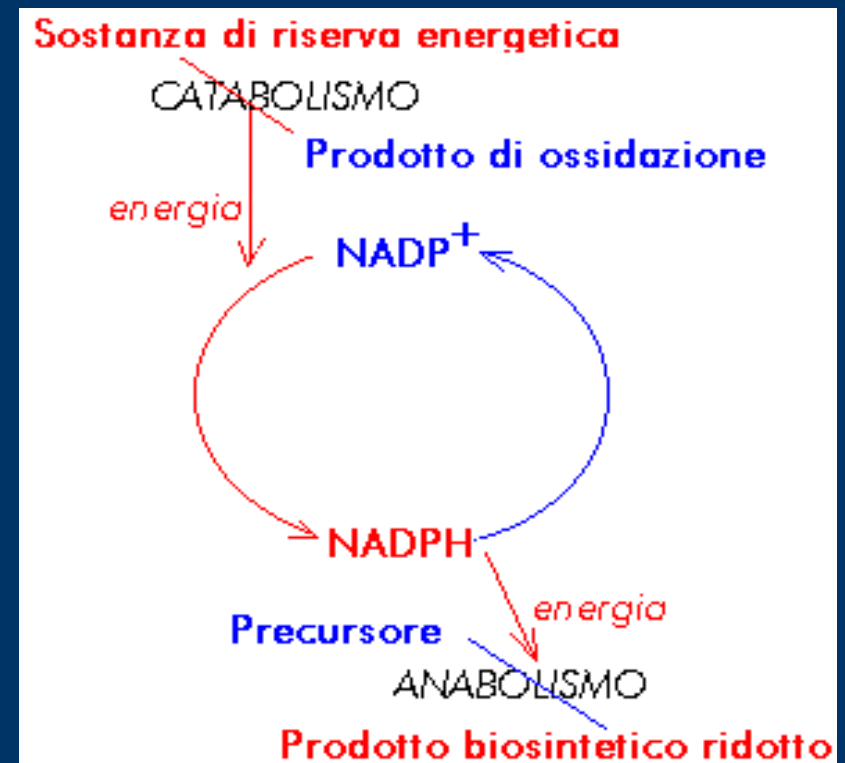 Sostanza di riserva energetica
CATABOLISMO
Prodotto di ossidazione
energia
NADP+
NADPH
energia
Precursore
ANABOLISMO
Prodotto biosintetico ridotto